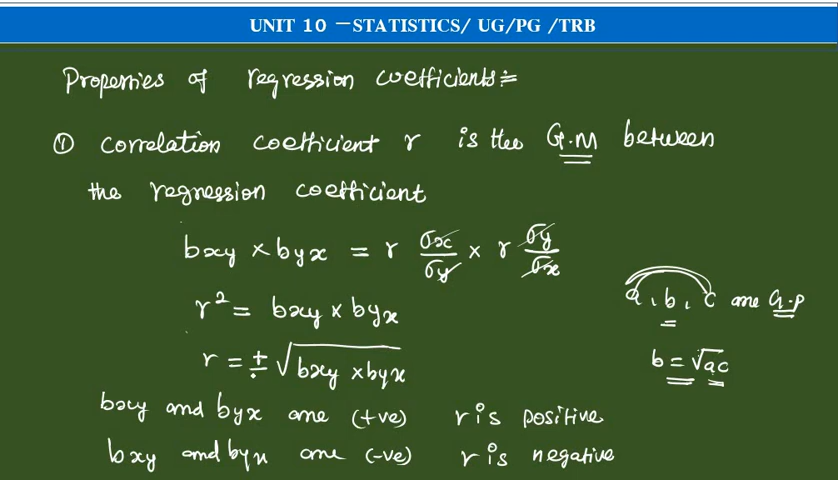 UNIT 10 – STATISTICS/ UG/PG /TRB
Properties of regression coefficients:-
① correlation coefficient r is the G.M between
the regression coefficient
bxy × byx = r σx/σy × r σy/σx
r² = bxy × byx
r = ± √bxy × byx
bxy and byx are (+ve) r is positive
bxy and byx are (-ve) r is negative
a, b, c are G.P
b = √ac